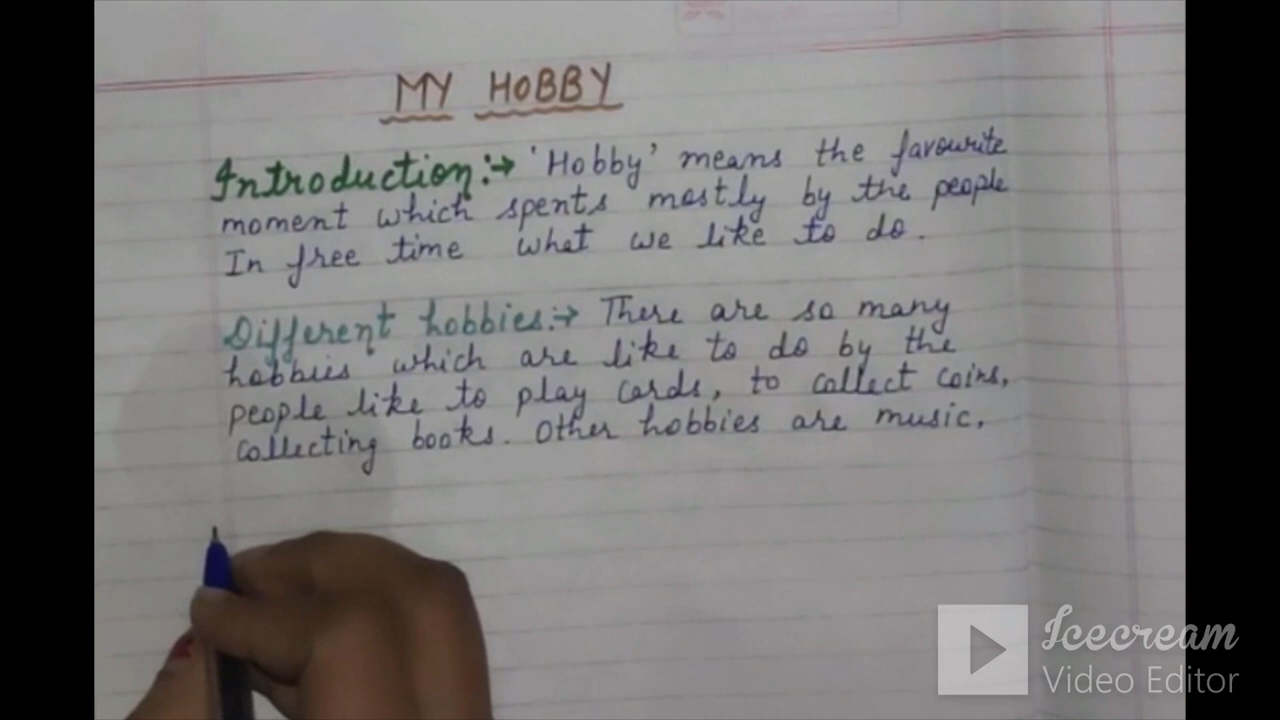 MY HOBBY
Introduction:→ 'Hobby' means the favourite
moment which spents mostly by the people
In free time what we like to do.
Different hobbies:→ There are so many
hobbies which are like to do by the
people like to play cards, to collect coins,
collecting books. Other hobbies are music,
Icecream
Video Editor